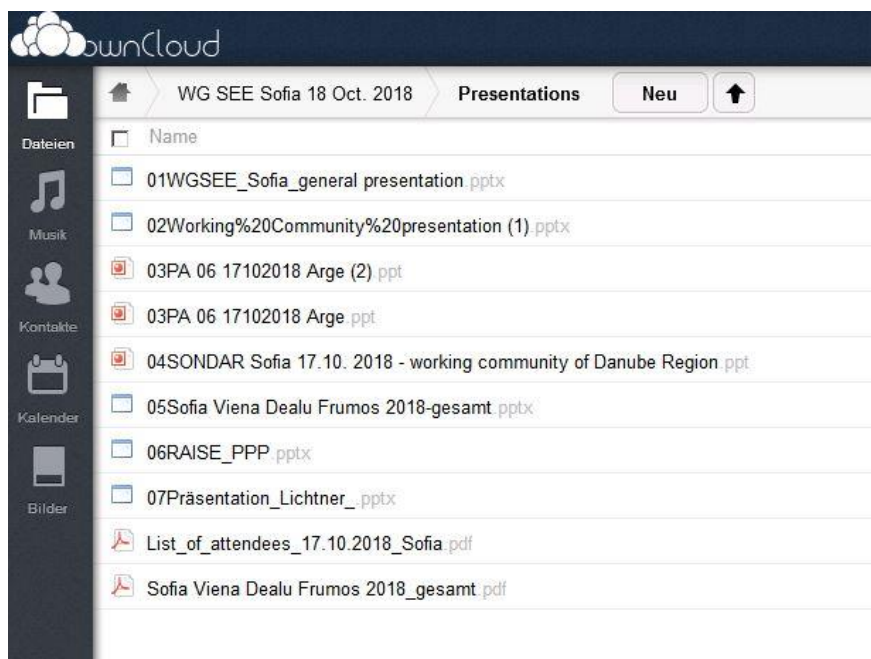 ownCloud
WG SEE Sofia 18 Oct. 2018 Presentations Neu
Dateien
Musik
Kontakte
Kalender
Bilder
Name
01WGSEE_Sofia_general presentation.pptx
02Working%20Community%20presentation (1).pptx
03PA 06 17102018 Arge (2).ppt
03PA 06 17102018 Arge.ppt
04SONDAR Sofia 17.10. 2018 - working community of Danube Region.ppt
05Sofia Viena Dealu Frumos 2018-gesamt.pptx
06RAISE_PPP.pptx
07Präsentation_Lichtner_.pptx
List_of_attendees_17.10.2018_Sofia.pdf
Sofia Viena Dealu Frumos 2018_gesamt.pdf